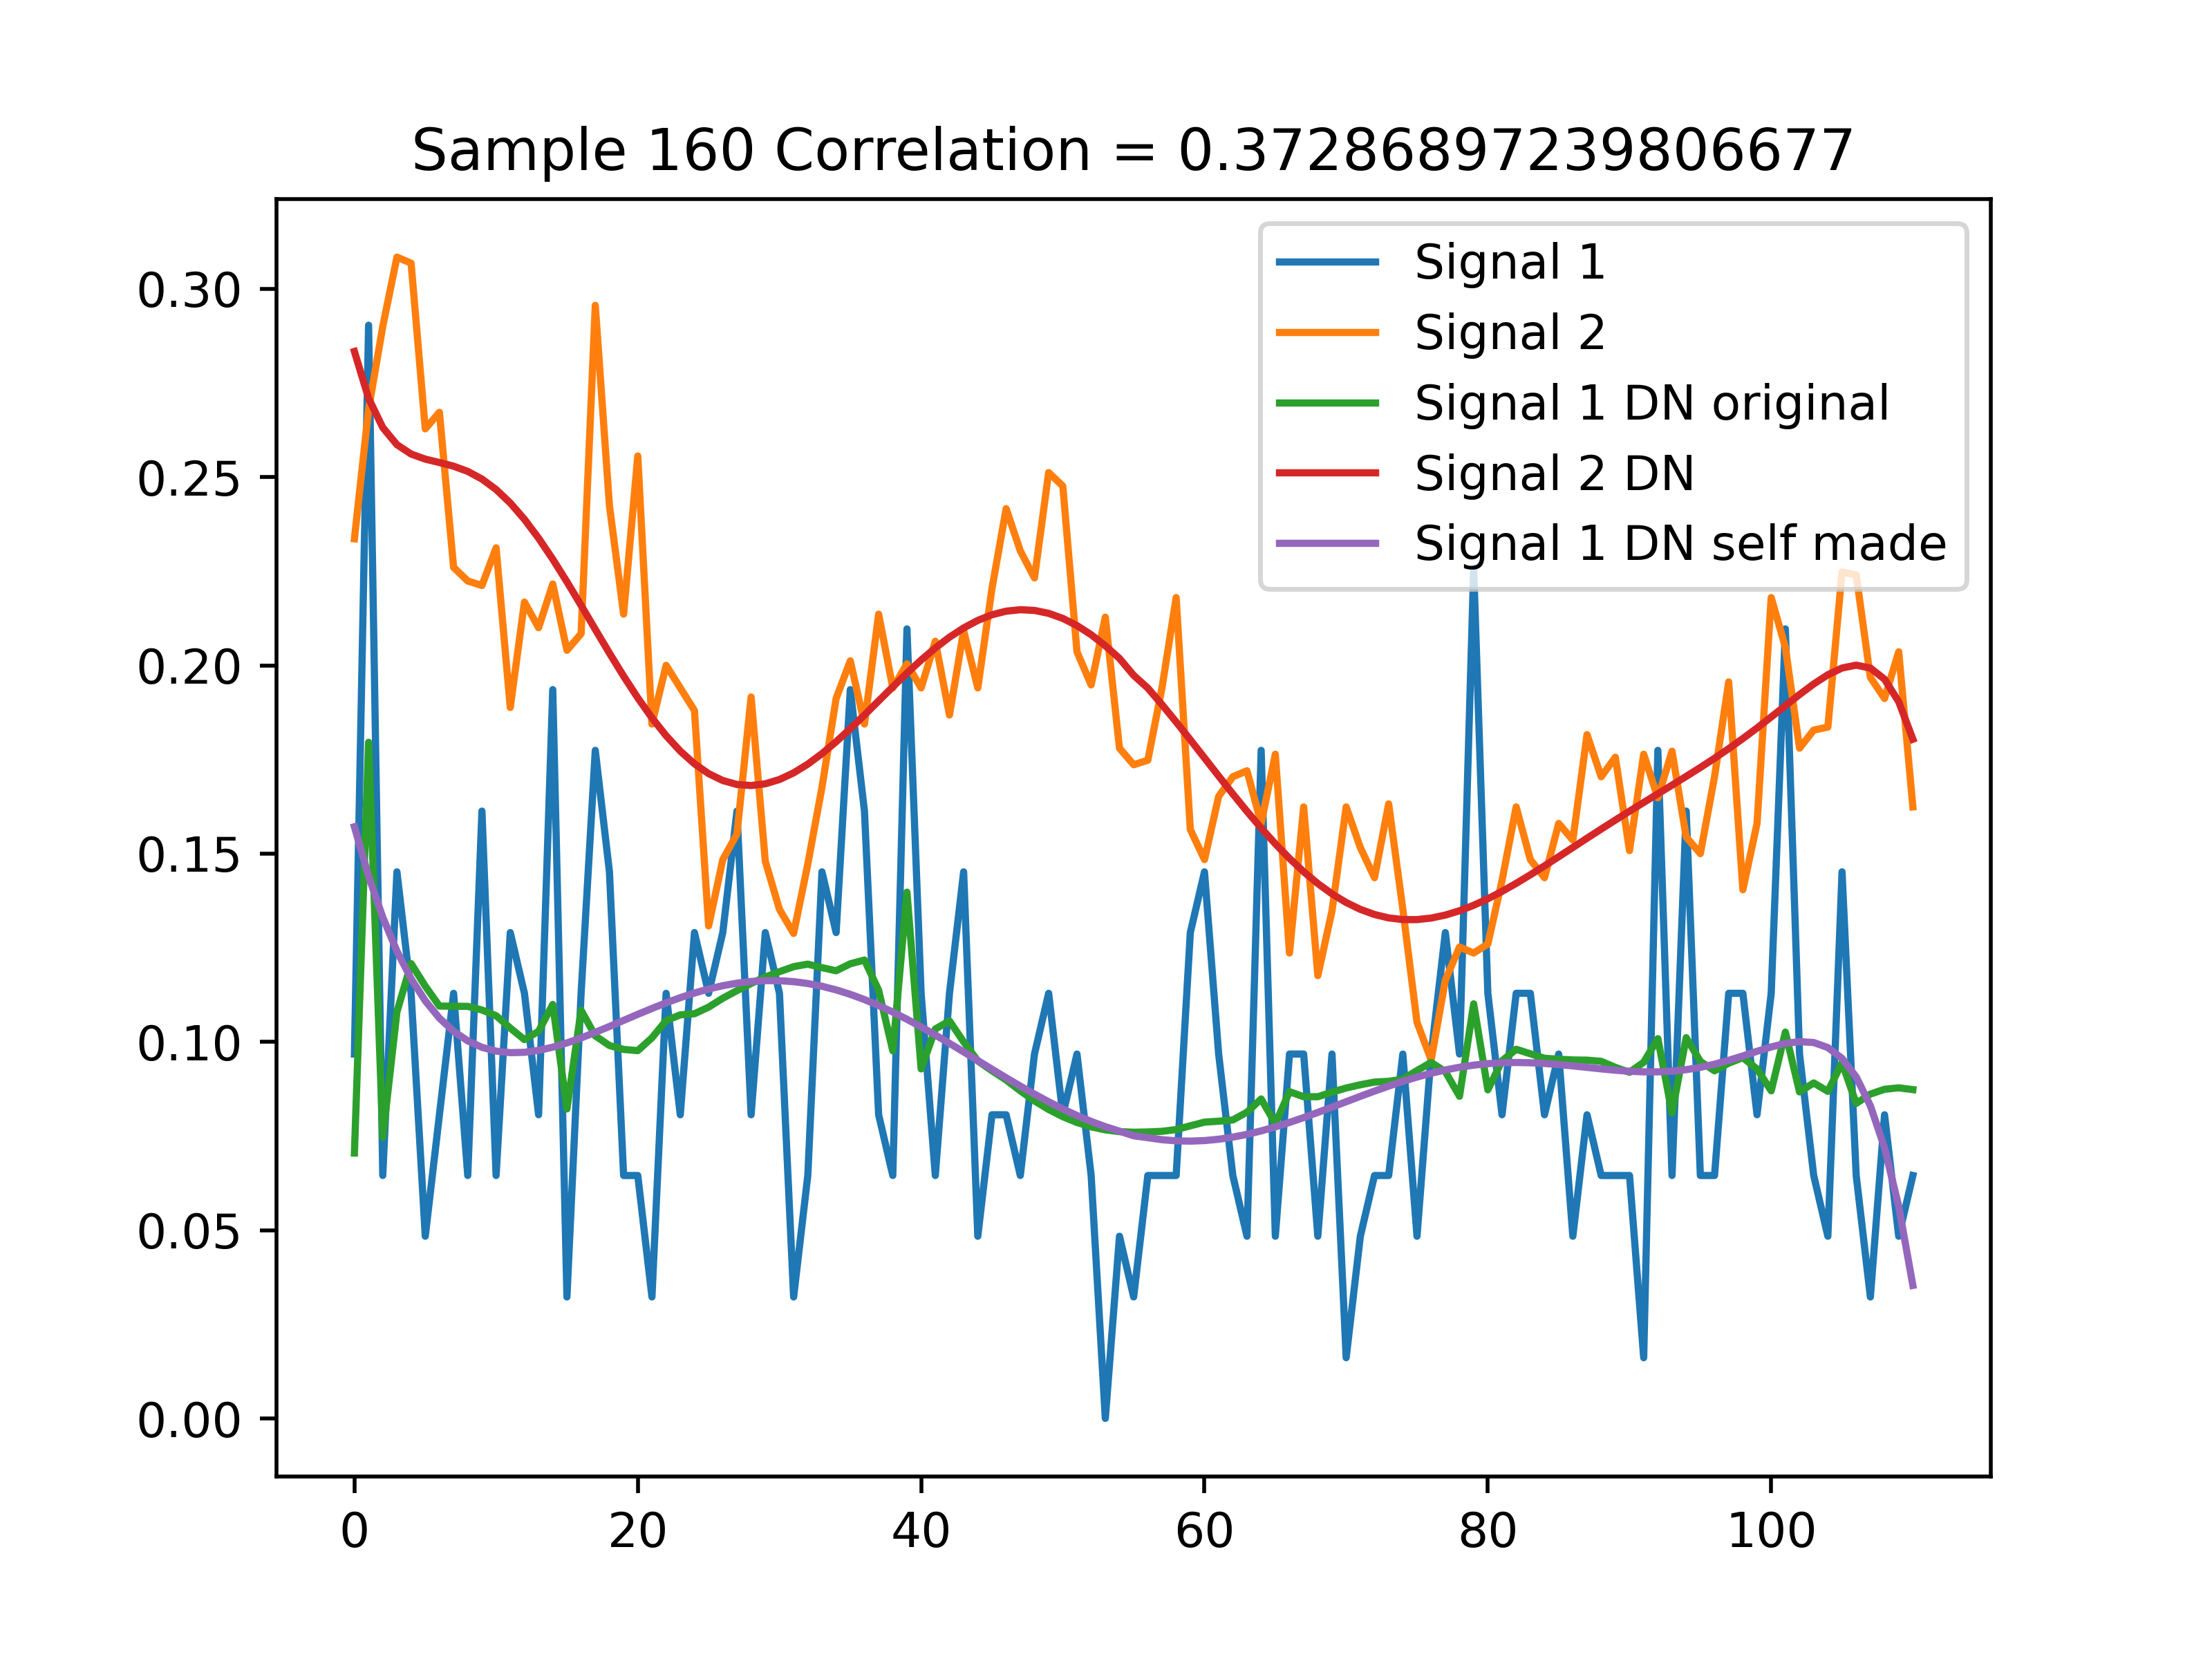 Sample 160 Correlation = 0.3728689723980667​7
Signal 1
Signal 2
Signal 1 DN original
Signal 2 DN
Signal 1 DN self made
0.30
0.25
0.20
0.15
0.10
0.05
0.00
0 20 40 60 80 100